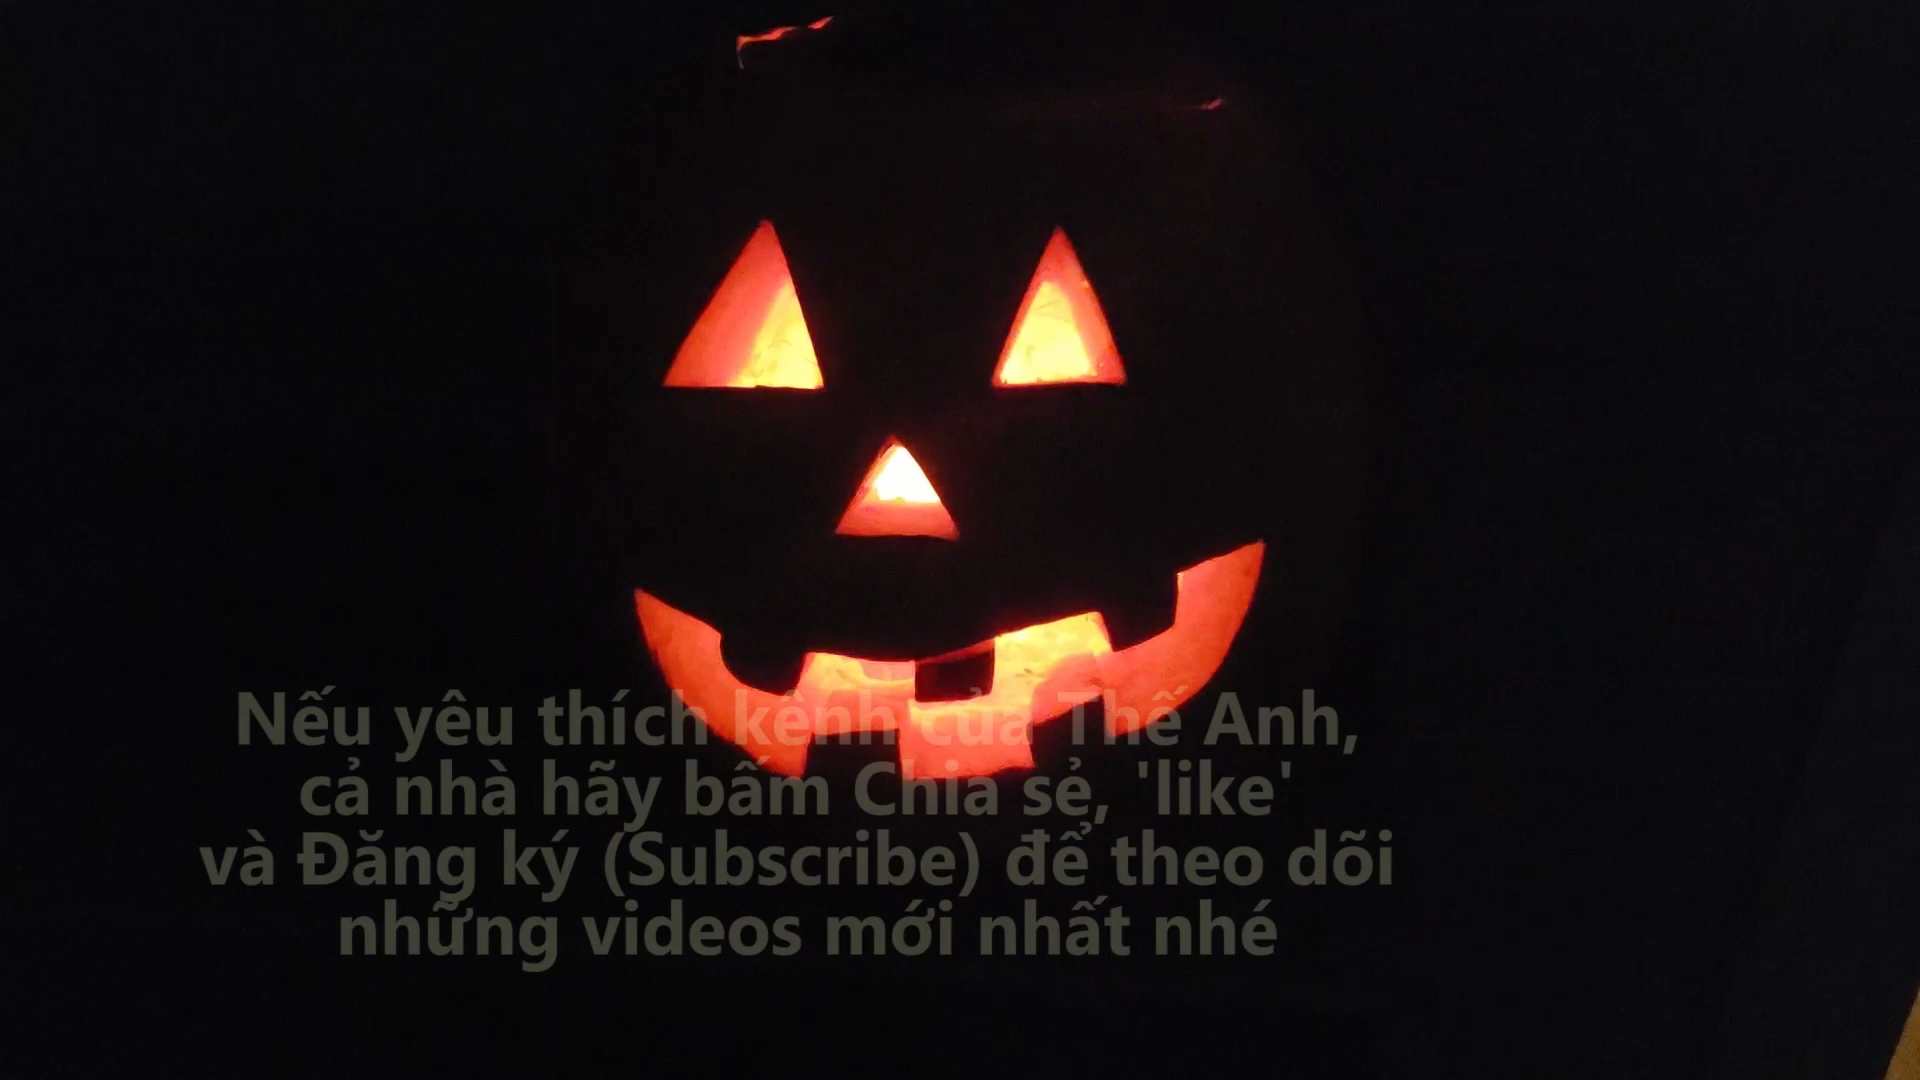 Nếu yêu thích kênh của Thế Anh,
cả nhà hãy bấm Chia sẻ, 'like'
và Đăng ký (Subscribe) để theo dõi
những videos mới nhất nhé